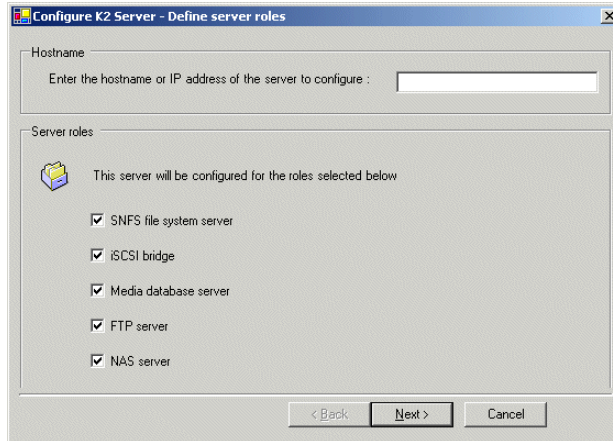 Configure K2 Server - Define server roles
Hostname
Enter the hostname or IP address of the server to configure :
Server roles
This server will be configured for the roles selected below
SNFS file system server
iSCSI bridge
Media database server
FTP server
NAS server
< Back
Next >
Cancel